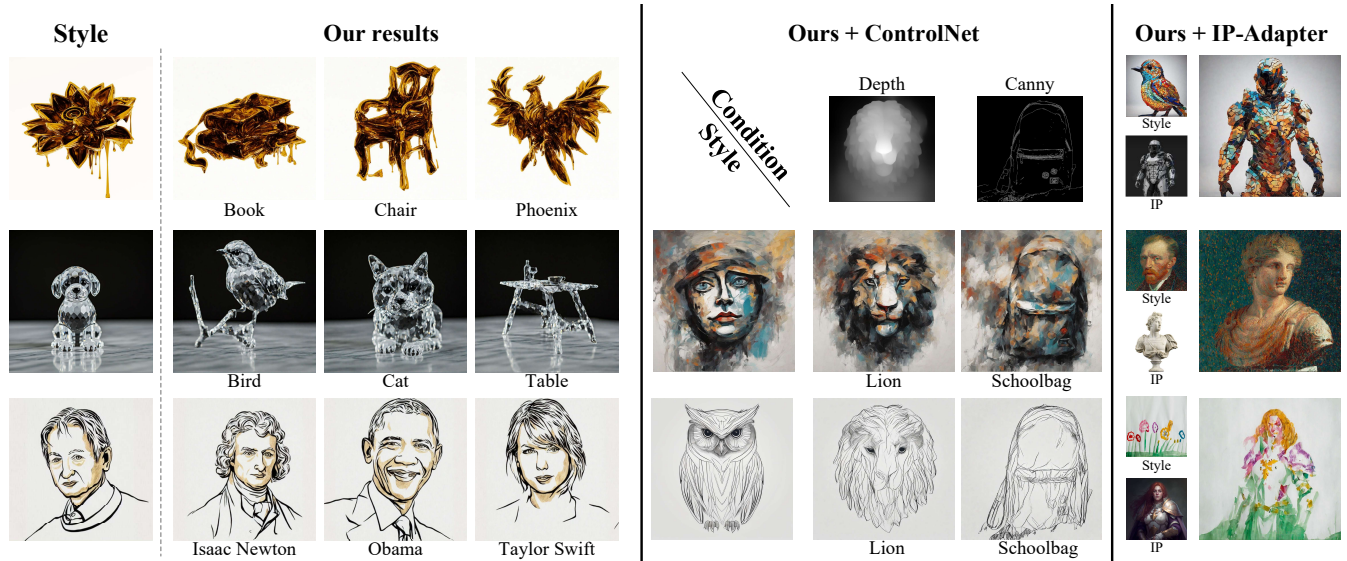 Style
Our results
Ours + ControlNet
Ours + IP-Adapter
Book
Chair
Phoenix
Bird
Cat
Table
Isaac Newton
Obama
Taylor Swift
Condition
Style
Depth
Canny
Lion
Schoolbag
Lion
Schoolbag
Style
IP
Style
IP
Style
IP